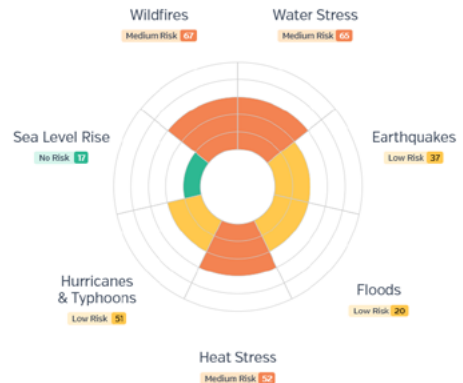 Wildfires
Medium Risk 67
Water Stress
Medium Risk 65
Sea Level Rise
No Risk 17
Earthquakes
Low Risk 37
Hurricanes
& Typhoons
Low Risk 51
Floods
Low Risk 20
Heat Stress
Medium Risk 52